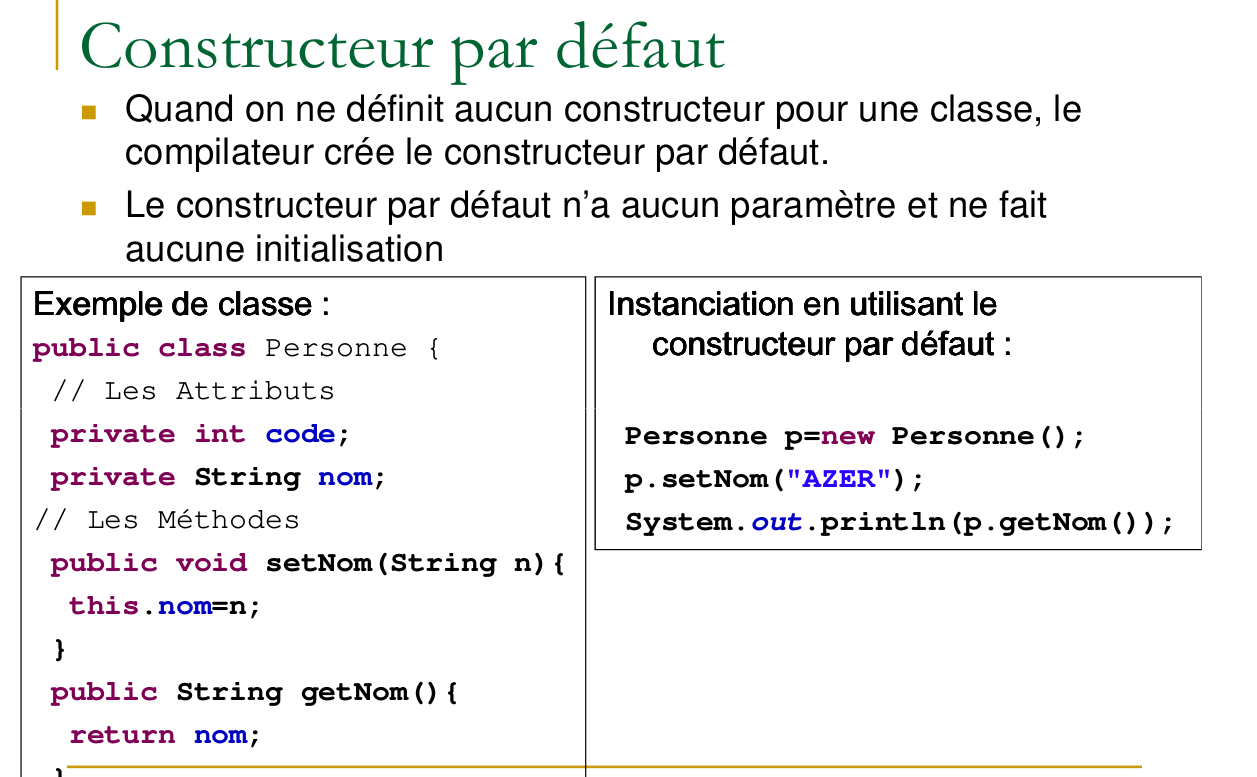 Constructeur par défaut
Quand on ne définit aucun constructeur pour une classe, le
compilateur crée le constructeur par défaut.
Le constructeur par défaut n’a aucun paramètre et ne fait
aucune initialisation
Exemple de classe :
public class Personne {
// Les Attributs
private int code;
private String nom;
// Les Méthodes
public void setNom(String n){
this.nom=n;
}
public String getNom(){
return nom;
}
Instanciation en utilisant le
constructeur par défaut :
Personne p=new Personne();
p.setNom("AZER");
System.out.println(p.getNom());